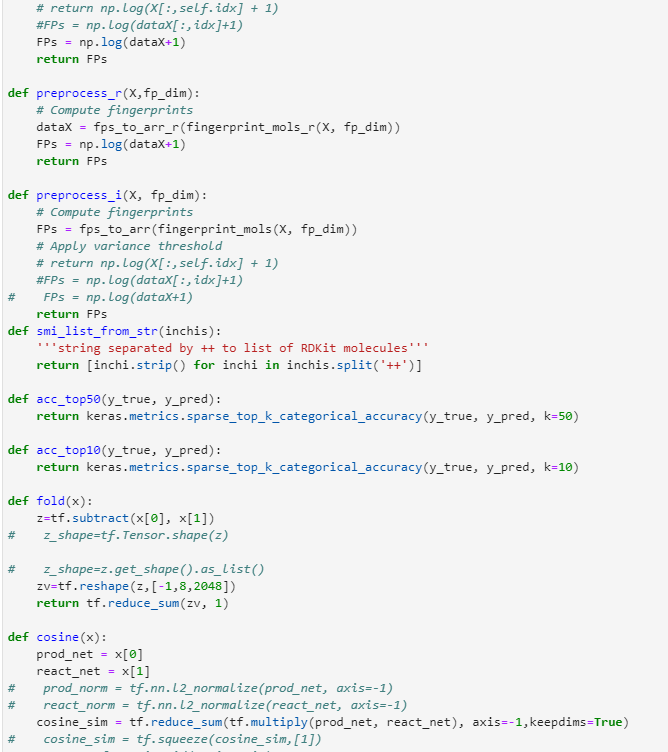 # return np.log(X[:,self.idx] + 1)
#FPs = np.log(dataX[:,idx]+1)
FPs = np.log(dataX+1)
return FPs
def preprocess_r(X,fp_dim):
# Compute fingerprints
dataX = fps_to_arr_r(fingerprint_mols_r(X, fp_dim))
FPs = np.log(dataX+1)
return FPs
def preprocess_i(X, fp_dim):
# Compute fingerprints
FPs = fps_to_arr(fingerprint_mols(X, fp_dim))
# Apply variance threshold
# return np.log(X[:,self.idx] + 1)
#FPs = np.log(dataX[:,idx]+1)
#    FPs = np.log(dataX+1)
return FPs
def smi_list_from_str(inchis):
'''string separated by ++ to list of RDKit molecules'''
return [inchi.strip() for inchi in inchis.split('++')]
def acc_top50(y_true, y_pred):
return keras.metrics.sparse_top_k_categorical_accuracy(y_true, y_pred, k=50)
def acc_top10(y_true, y_pred):
return keras.metrics.sparse_top_k_categorical_accuracy(y_true, y_pred, k=10)
def fold(x):
z=tf.subtract(x[0], x[1])
#    z_shape=tf.Tensor.shape(z)
#    z_shape=z.get_shape().as_list()
zv=tf.reshape(z,[-1,8,2048])
return tf.reduce_sum(zv, 1)
def cosine(x):
prod_net = x[0]
react_net = x[1]
#    prod_norm = tf.nn.l2_normalize(prod_net, axis=-1)
#    react_norm = tf.nn.l2_normalize(react_net, axis=-1)
cosine_sim = tf.reduce_sum(tf.multiply(prod_net, react_net), axis=-1,keepdims=True)
#    cosine_sim = tf.squeeze(cosine_sim,[1])